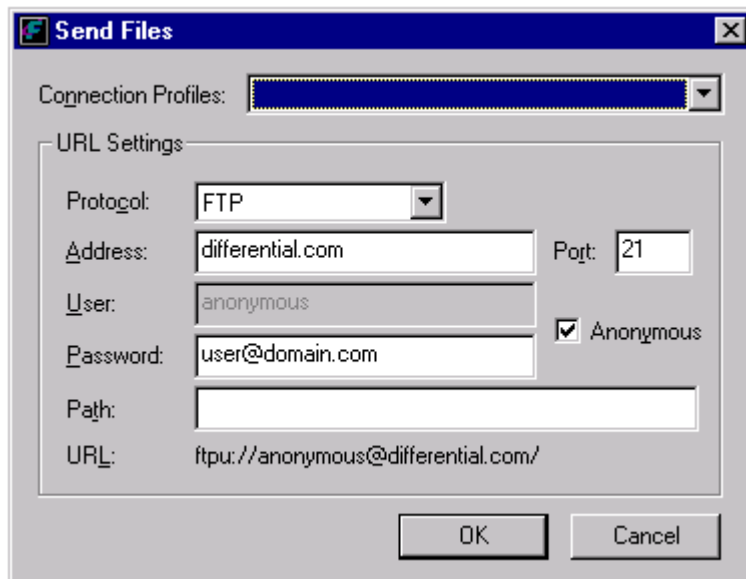 Send Files
Connection Profiles:
URL Settings
Protocol: FTP
Address: differential.com Port: 21
User: anonymous
Anonymous
Password: user@domain.com
Path:
URL: ftpu://anonymous@differential.com/
OK Cancel